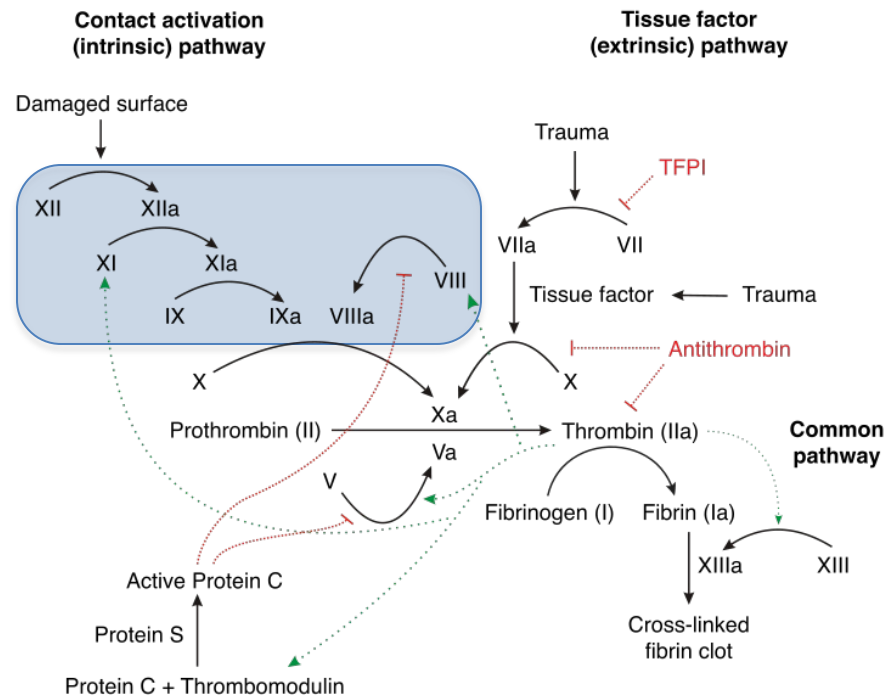 Contact activation
(intrinsic) pathway
Tissue factor
(extrinsic) pathway
Damaged surface
Trauma
TFPI
XII
XIIa
VIIa
VII
XI
XIa
VIII
IX
IXa
VIIIa
Tissue factor
Trauma
X
X
Antithrombin
Xa
Prothrombin (II)
Thrombin (IIa)
Common
pathway
Va
V
Fibrinogen (I)
Fibrin (Ia)
XIIIa
XIII
Active Protein C
Protein S
Cross-linked
fibrin clot
Protein C + Thrombomodulin